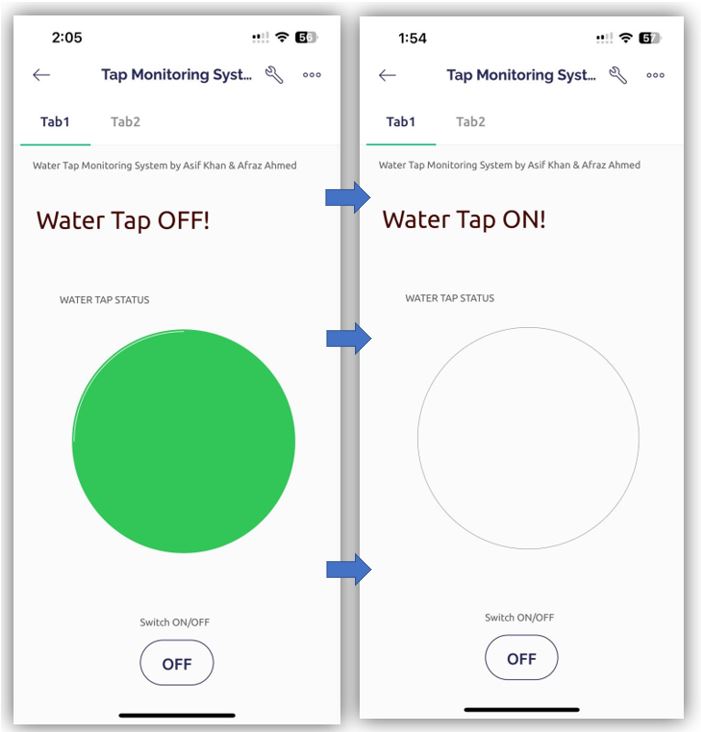 2:05
56
Tap Monitoring Syst...
Tab1 Tab2
Water Tap Monitoring System by Asif Khan & Afraz Ahmed
Water Tap OFF!
WATER TAP STATUS
Switch ON/OFF
OFF
1:54
57
Tap Monitoring Syst...
Tab1 Tab2
Water Tap Monitoring System by Asif Khan & Afraz Ahmed
Water Tap ON!
WATER TAP STATUS
Switch ON/OFF
OFF